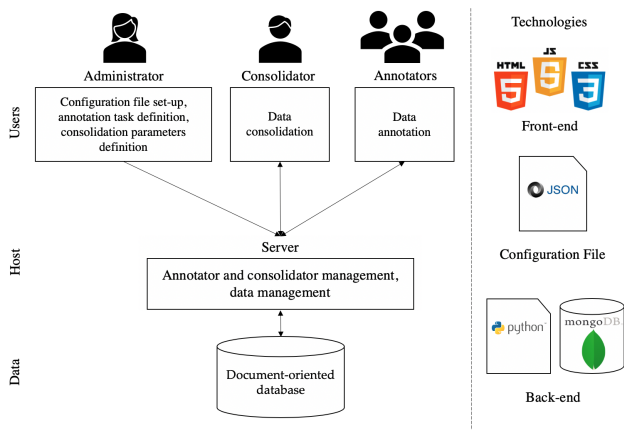 Technologies
Administrator
Consolidator
Annotators
Users
Configuration file set-up,
annotation task definition,
consolidation parameters
definition
Data
consolidation
Data
annotation
HTML
5
JS
5
CSS
3
Front-end
JSON
Configuration File
Host
Server
Annotator and consolidator management,
data management
python
mongoDB
Back-end
Data
Document-oriented
database